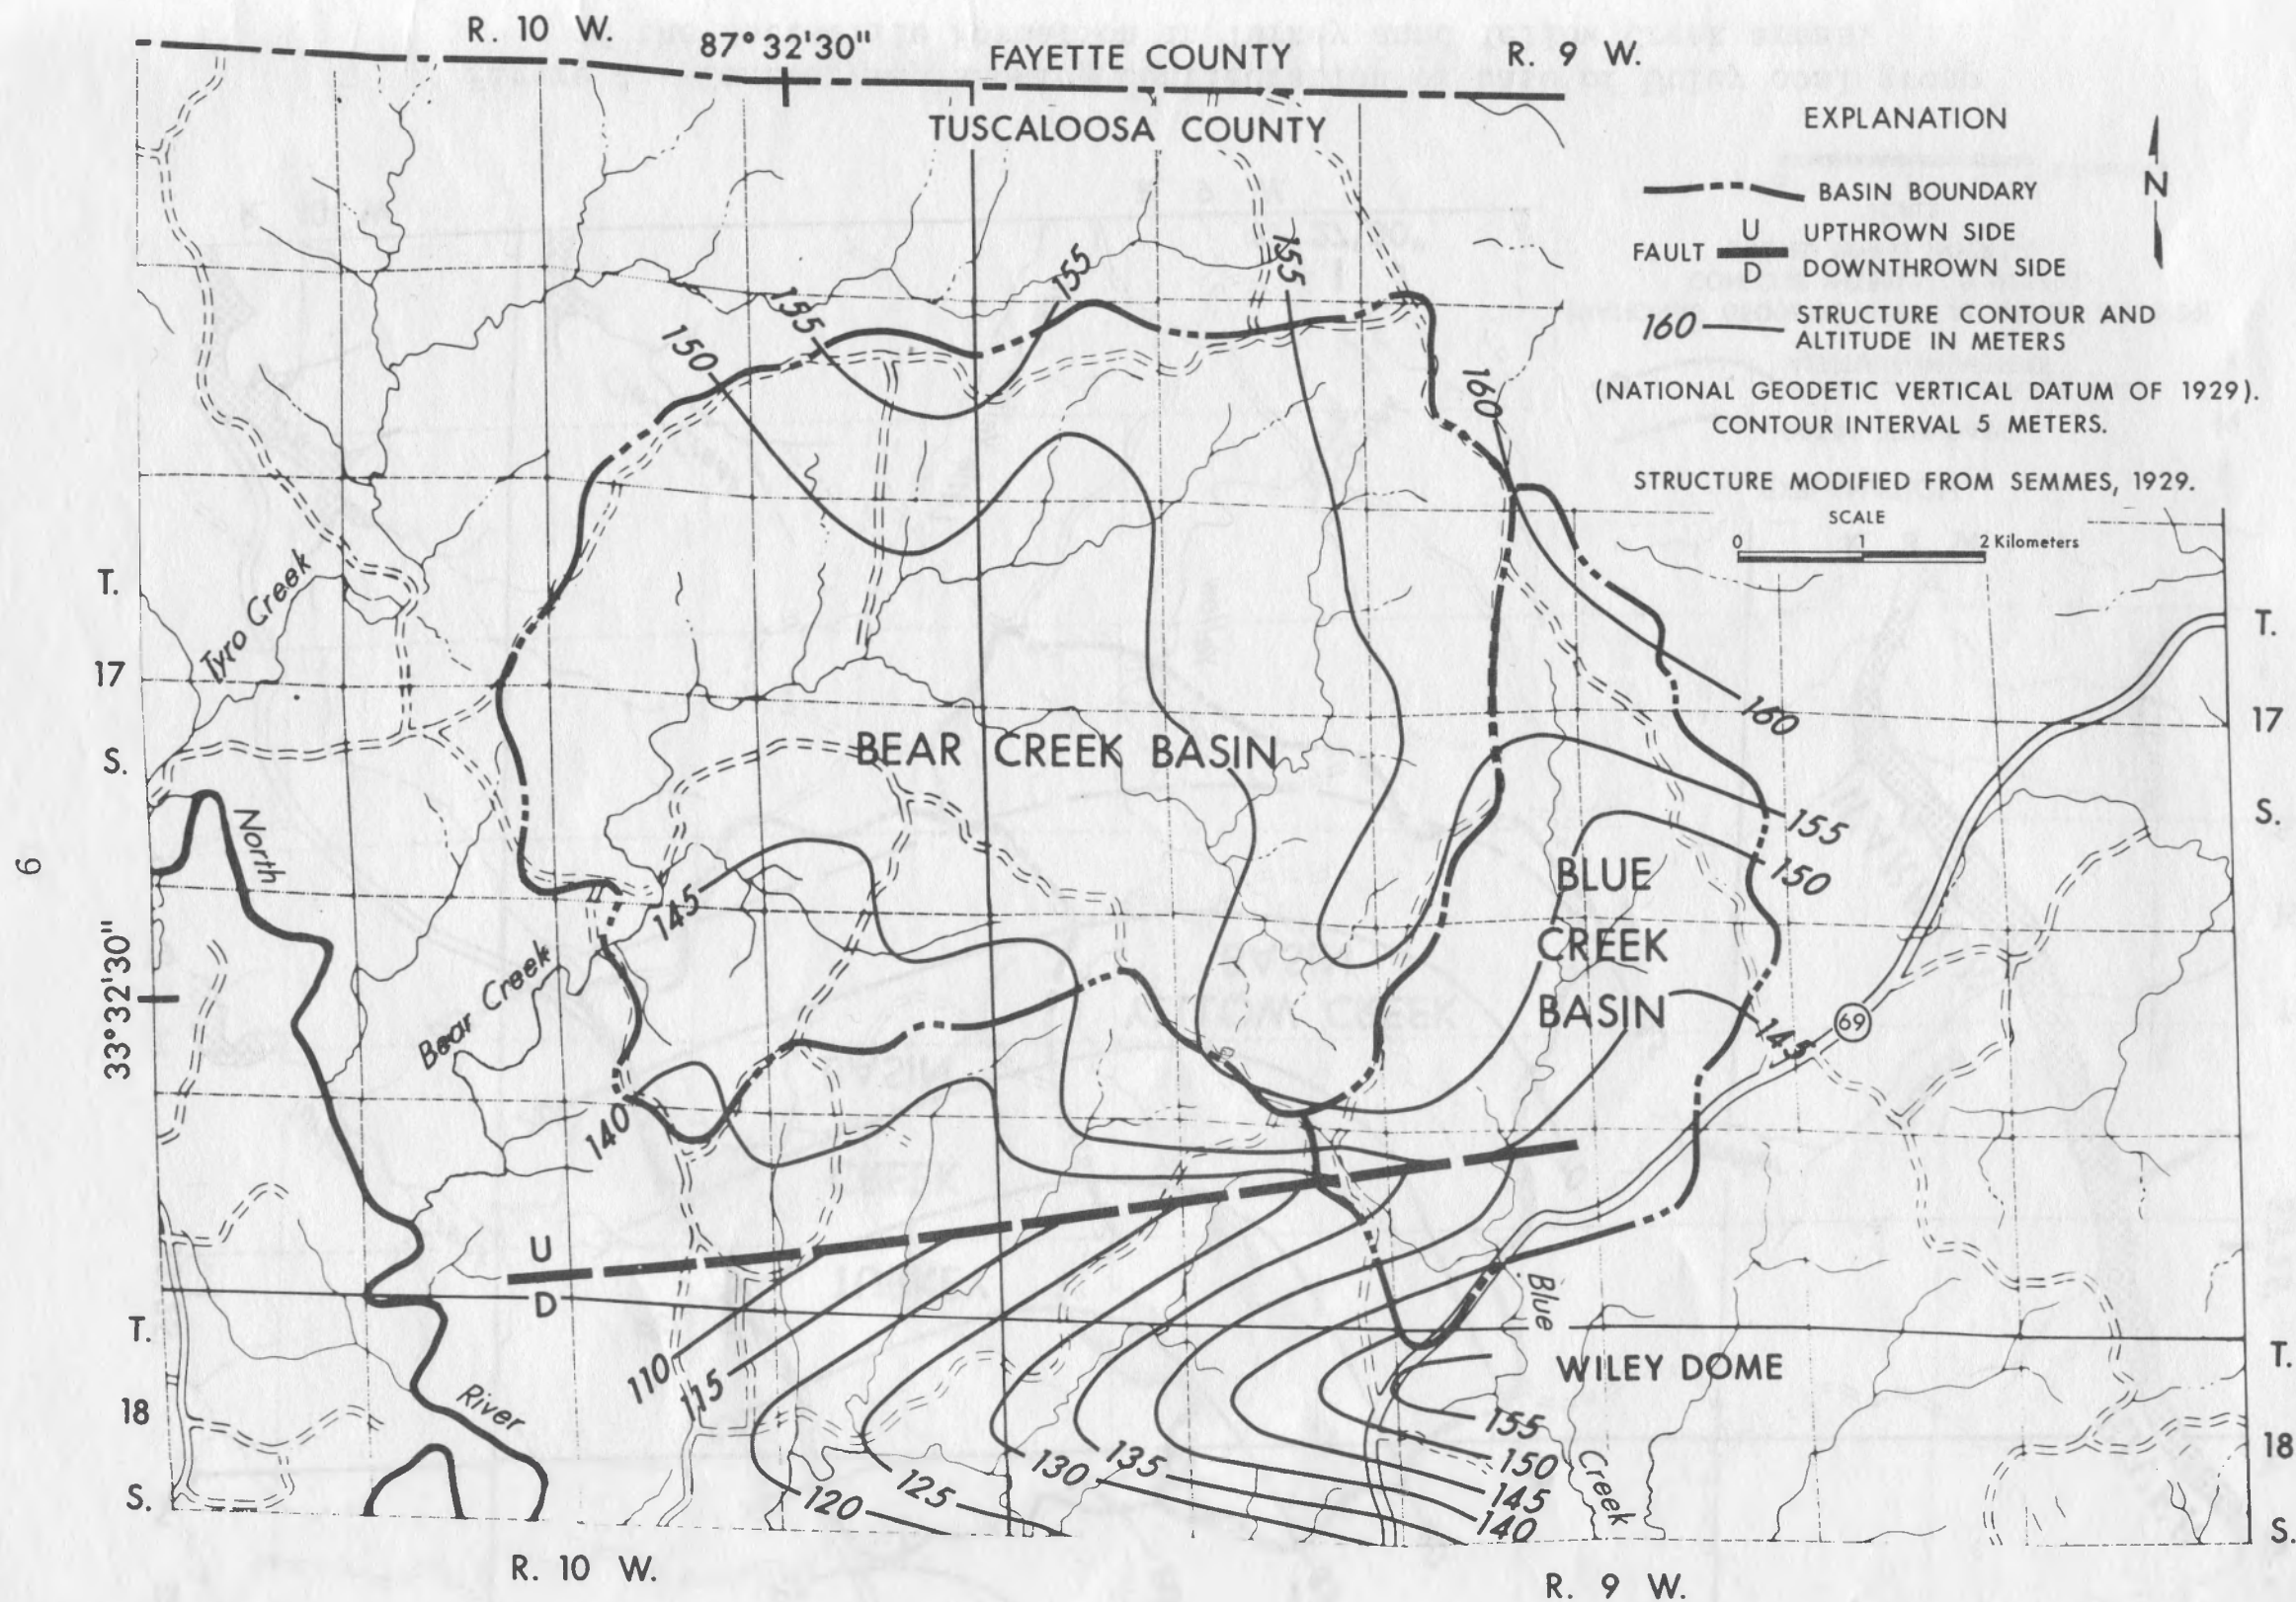 R. 10 W.
87°32'30"
FAYETTE COUNTY
R. 9 W.
TUSCALOOSA COUNTY
EXPLANATION
N
BASIN BOUNDARY
FAULT
U UPTHROWN SIDE
D DOWNTHROWN SIDE
160 STRUCTURE CONTOUR AND
ALTITUDE IN METERS
(NATIONAL GEODETIC VERTICAL DATUM OF 1929).
CONTOUR INTERVAL 5 METERS.
STRUCTURE MODIFIED FROM SEMMES, 1929.
SCALE
0 1 2 Kilometers
150
155
155
155
160
160
T.
17
S.
Tyro Creek
T.
17
S.
BEAR CREEK BASIN
North
155
150
BLUE
CREEK
BASIN
145
145
33°32'30"
Bear Creek
69
140
6
U
D
Blue
T.
18
S.
110
115
River
WILEY DOME
155
150
145
140
135
130
125
120
Creek
T.
18
S.
R. 10 W.
R. 9 W.